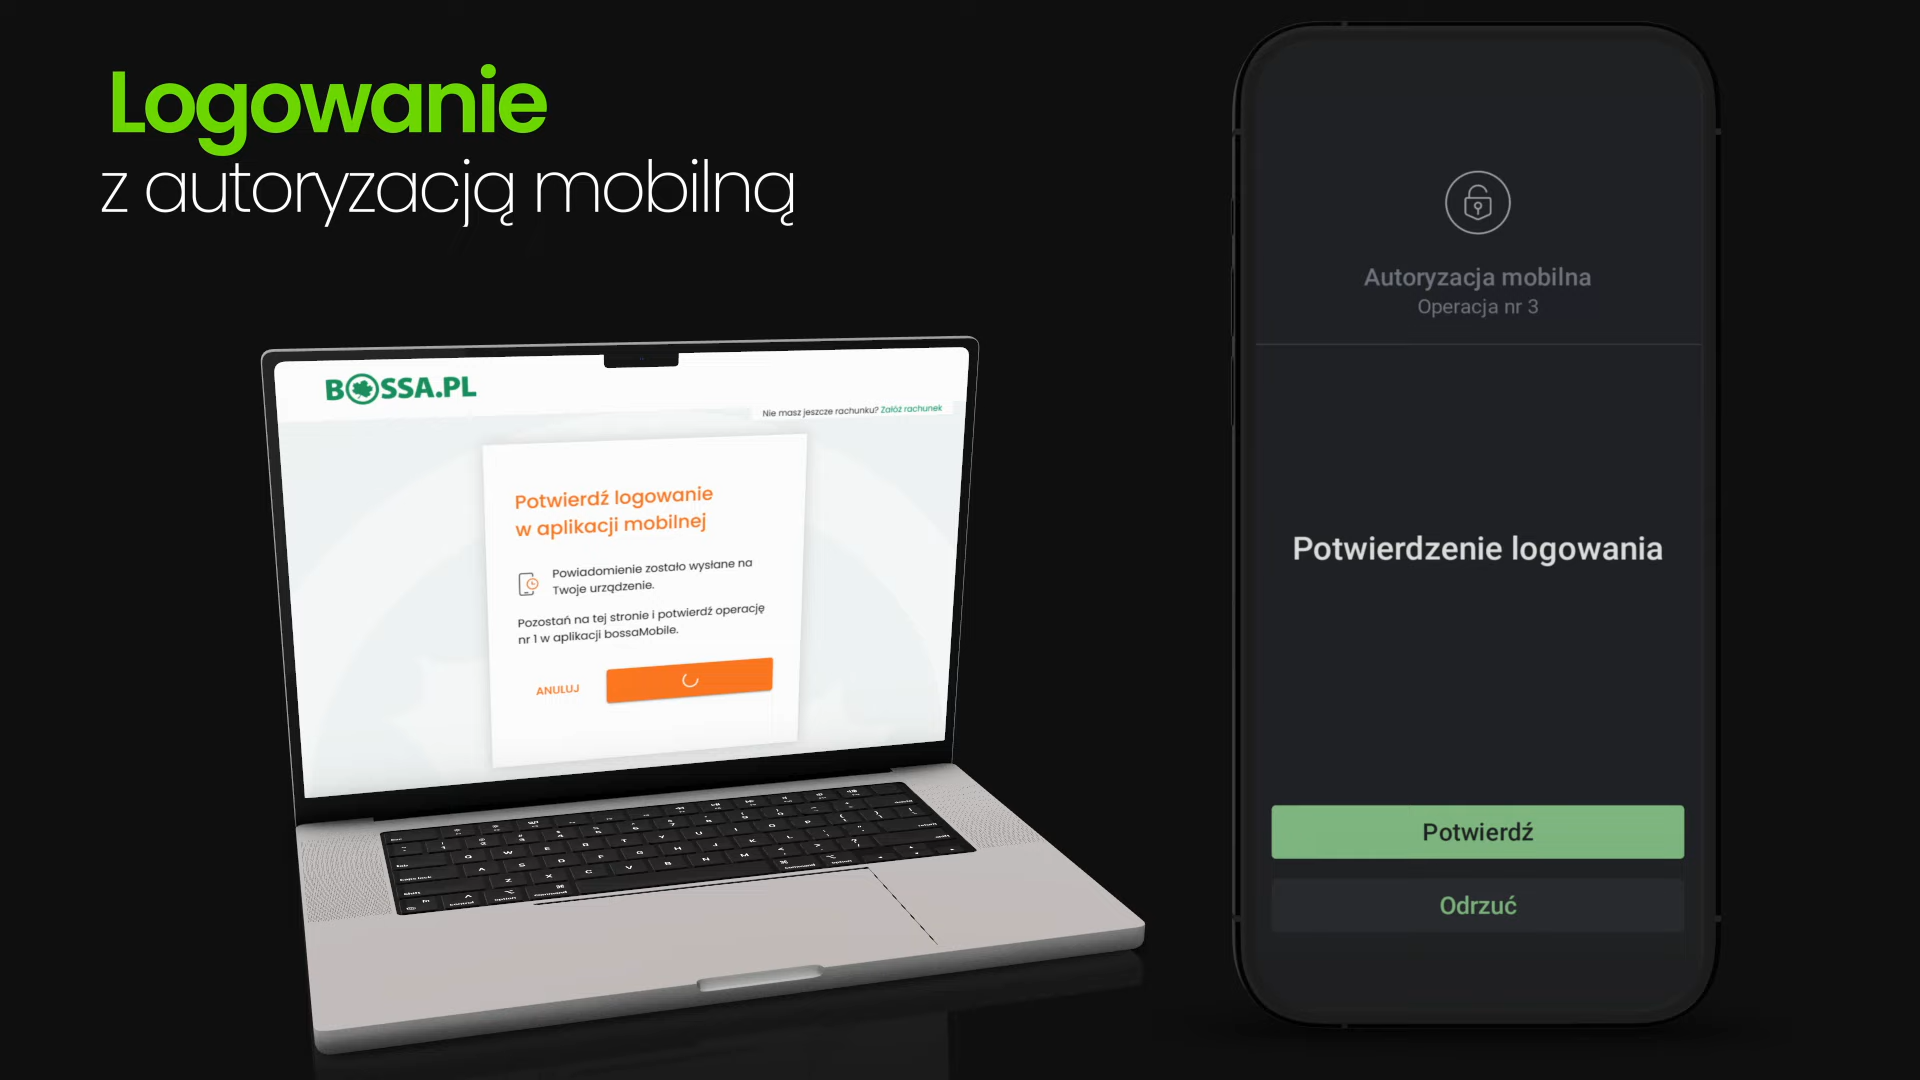 Logowanie
z autoryzacją mobilną
BOSSA.PL
Nie masz jeszcze rachunku? Załóż rachunek
Potwierdź logowanie
w aplikacji mobilnej
Powiadomienie zostało wysłane na
Twoje urządzenie.
Pozostań na tej stronie i potwierdź operację
nr 1 w aplikacji bossaMobile.
ANULUJ
Autoryzacja mobilna
Operacja nr 3
Potwierdzenie logowania
Potwierdź
Odrzuć